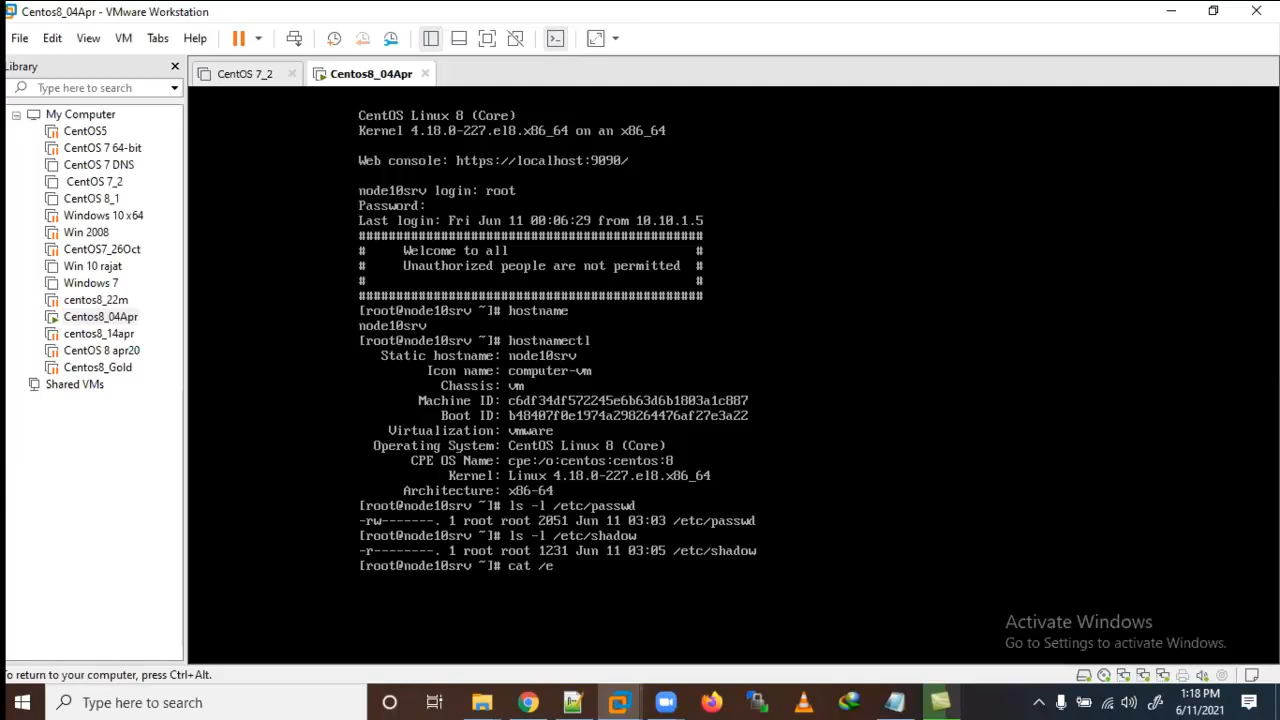 Centos8_04Apr - VMware Workstation
File Edit View VM Tabs Help
Library
Type here to search
CentOS 7_2
Centos8_04Apr
My Computer
CentOS5
CentOS 7 64-bit
CentOS 7 DNS
CentOS 7_2
CentOS 8_1
Windows 10 x64
Win 2008
CentOS7_26Oct
Win 10 rajat
Windows 7
centos8_22m
Centos8_04Apr
centos8_14apr
CentOS 8 apr20
Centos8_Gold
Shared VMs
CentOS Linux 8 (Core)
Kernel 4.18.0-227.el8.x86_64 on an x86_64
Web console: https://localhost:9090/
node10srv login: root
Password:
Last login: Fri Jun 11 00:06:29 from 10.10.1.5
##############################################
# Welcome to all #
# Unauthorized people are not permitted #
# #
##############################################
[root@node10srv ~]# hostname
node10srv
[root@node10srv ~]# hostnamectl
Static hostname: node10srv
Icon name: computer-vm
Chassis: vm
Machine ID: c6df34df572245e6b63d6b1803a1c887
Boot ID: b48407f0e1974a298264476af27e3a22
Virtualization: vmware
Operating System: CentOS Linux 8 (Core)
CPE OS Name: cpe:/o:centos:centos:8
Kernel: Linux 4.18.0-227.el8.x86_64
Architecture: x86-64
[root@node10srv ~]# ls -l /etc/passwd
-rw-------. 1 root root 2051 Jun 11 03:03 /etc/passwd
[root@node10srv ~]# ls -l /etc/shadow
-r--------. 1 root root 1231 Jun 11 03:05 /etc/shadow
[root@node10srv ~]# cat /e
Activate Windows
Go to Settings to activate Windows.
To return to your computer, press Ctrl+Alt.
Type here to search
1:18 PM
6/11/2021